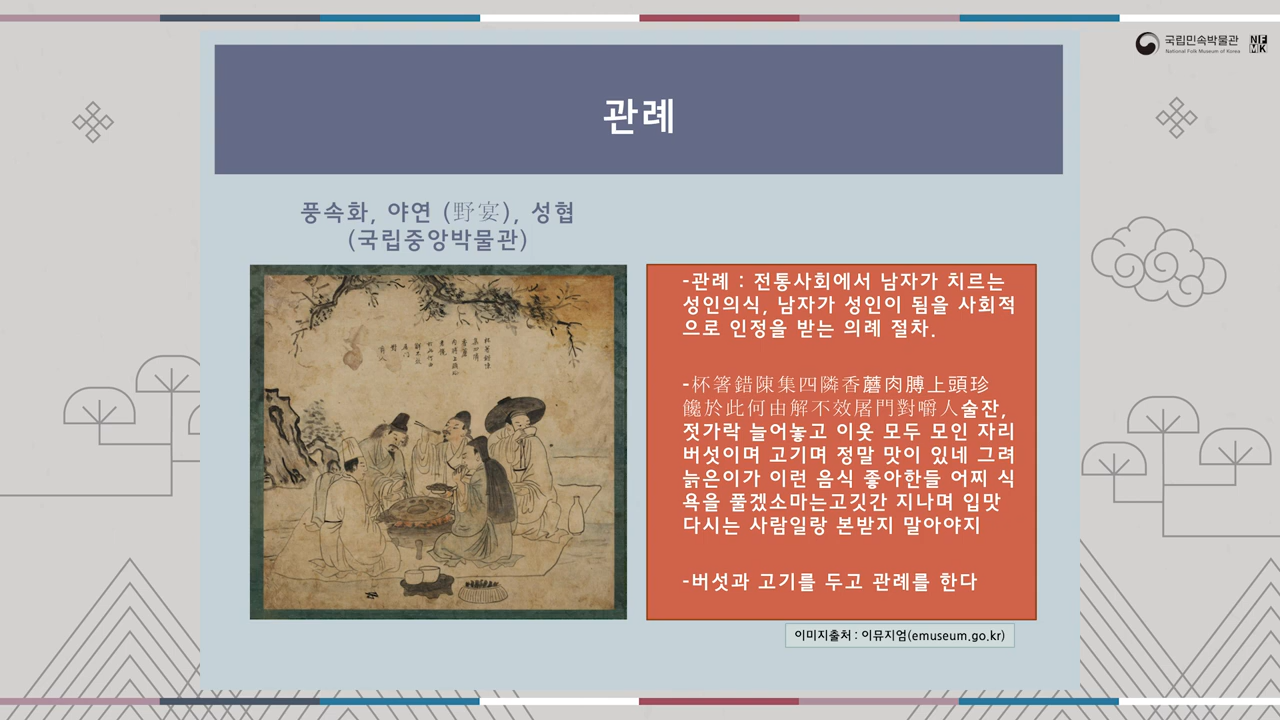 국립민속박물관
National Folk Museum of Korea
NF
MK
관례
풍속화, 야연 (野宴), 성협
(국립중앙박물관)
-관례 : 전통사회에서 남자가 치르는
성인의식, 남자가 성인이 됨을 사회적
으로 인정을 받는 의례 절차.
-杯箸錯陳集四隣香蘑肉膊上頭珍
饞於此何由解不效屠門對嚼人술잔,
젓가락 늘어놓고 이웃 모두 모인 자리
버섯이며 고기며 정말 맛이 있네 그려
늙은이가 이런 음식 좋아한들 어찌 식
욕을 풀겠소마는고깃간 지나며 입맛
다시는 사람일랑 본받지 말아야지
-버섯과 고기를 두고 관례를 한다
이미지출처 : 이뮤지엄(emuseum.go.kr)